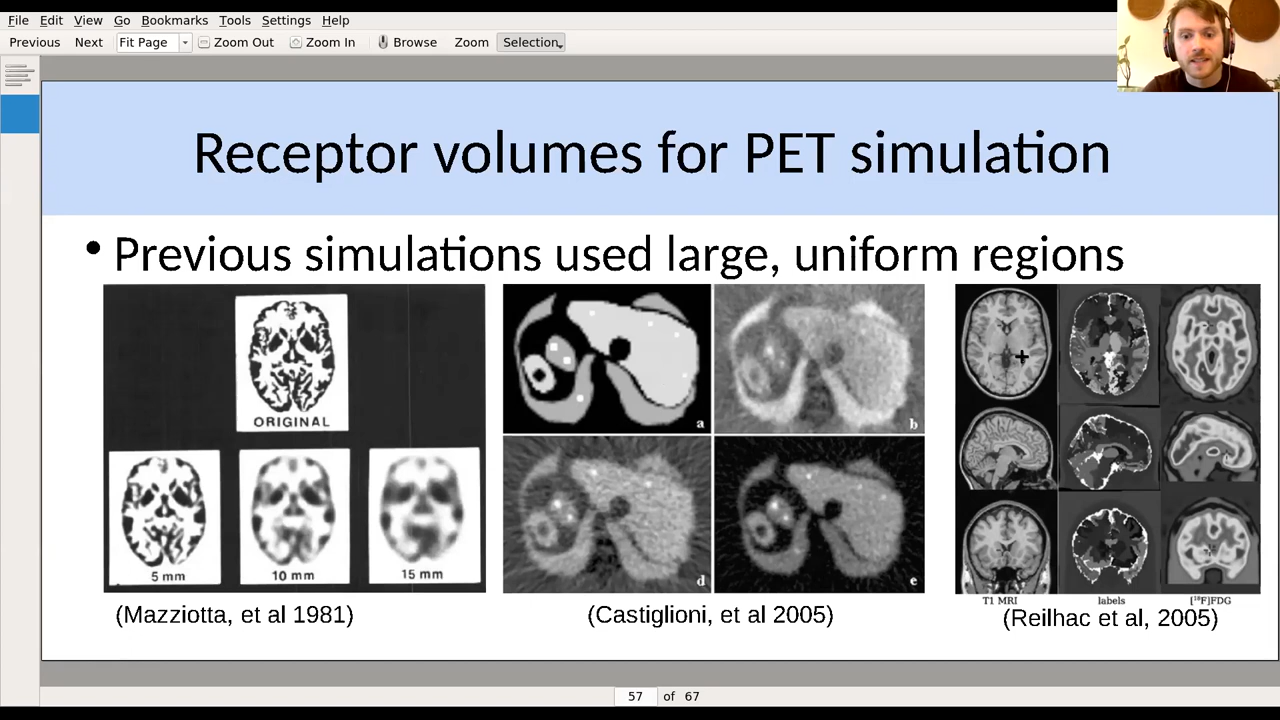 File Edit View Go Bookmarks Tools Settings Help
Previous Next Fit Page Zoom Out Zoom In Browse Zoom Selection
Receptor volumes for PET simulation
• Previous simulations used large, uniform regions
ORIGINAL
5 mm 10 mm 15 mm
a b
d e
T1 MRI labels [¹⁸F]FDG
(Mazziotta, et al 1981) (Castiglioni, et al 2005) (Reilhac et al, 2005)
57 of 67